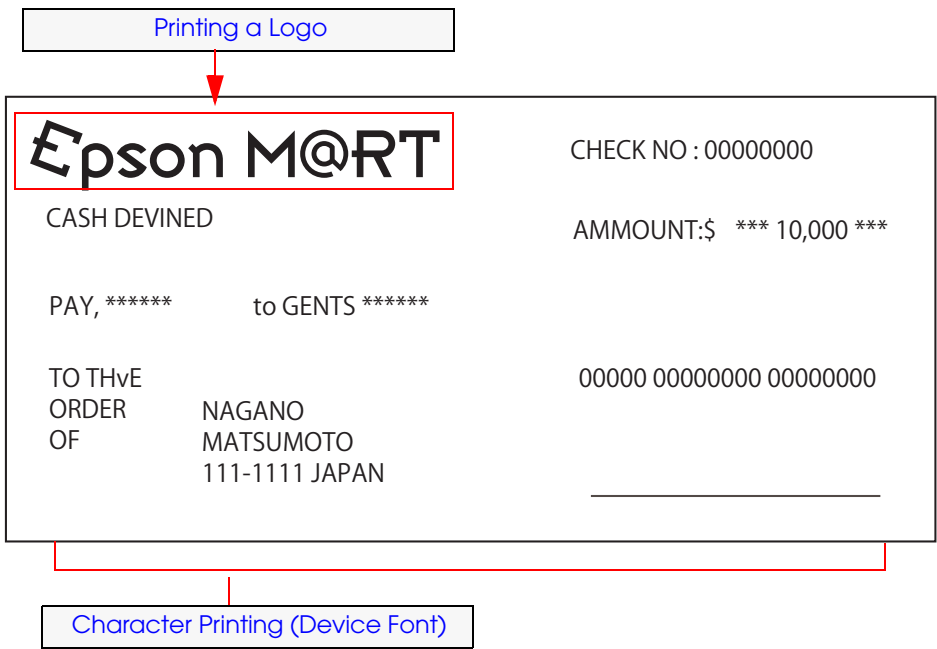 Printing a Logo
Epson M@RT
CHECK NO : 00000000
CASH DEVINED
AMMOUNT:$ *** 10,000 ***
PAY, ****** to GENTS ******
TO THvE
ORDER
OF
NAGANO
MATSUMOTO
111-1111 JAPAN
00000 00000000 00000000
Character Printing (Device Font)